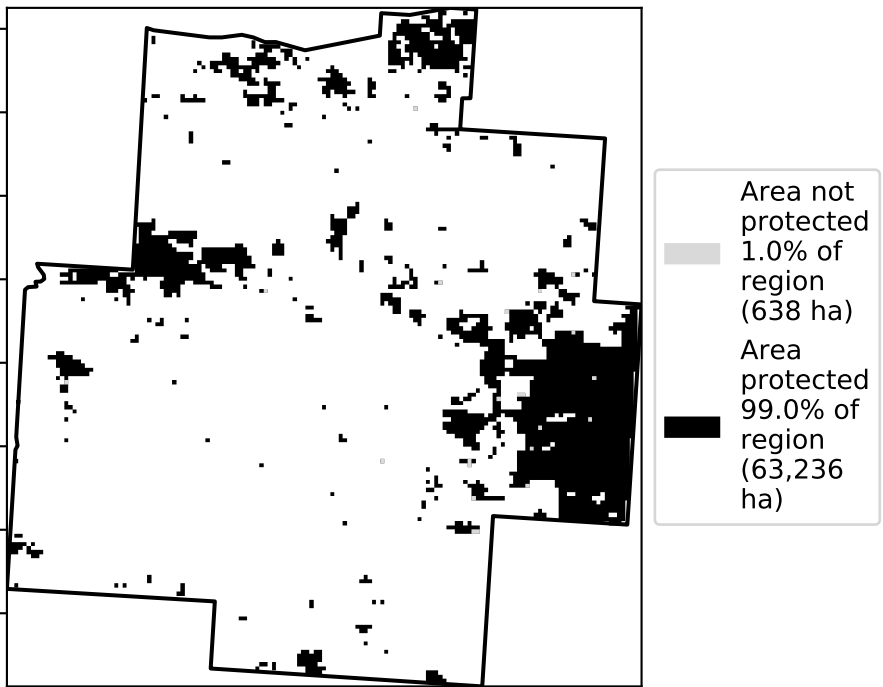 Area not
protected
1.0% of
region
(638 ha)
Area
protected
99.0% of
region
(63,236
ha)